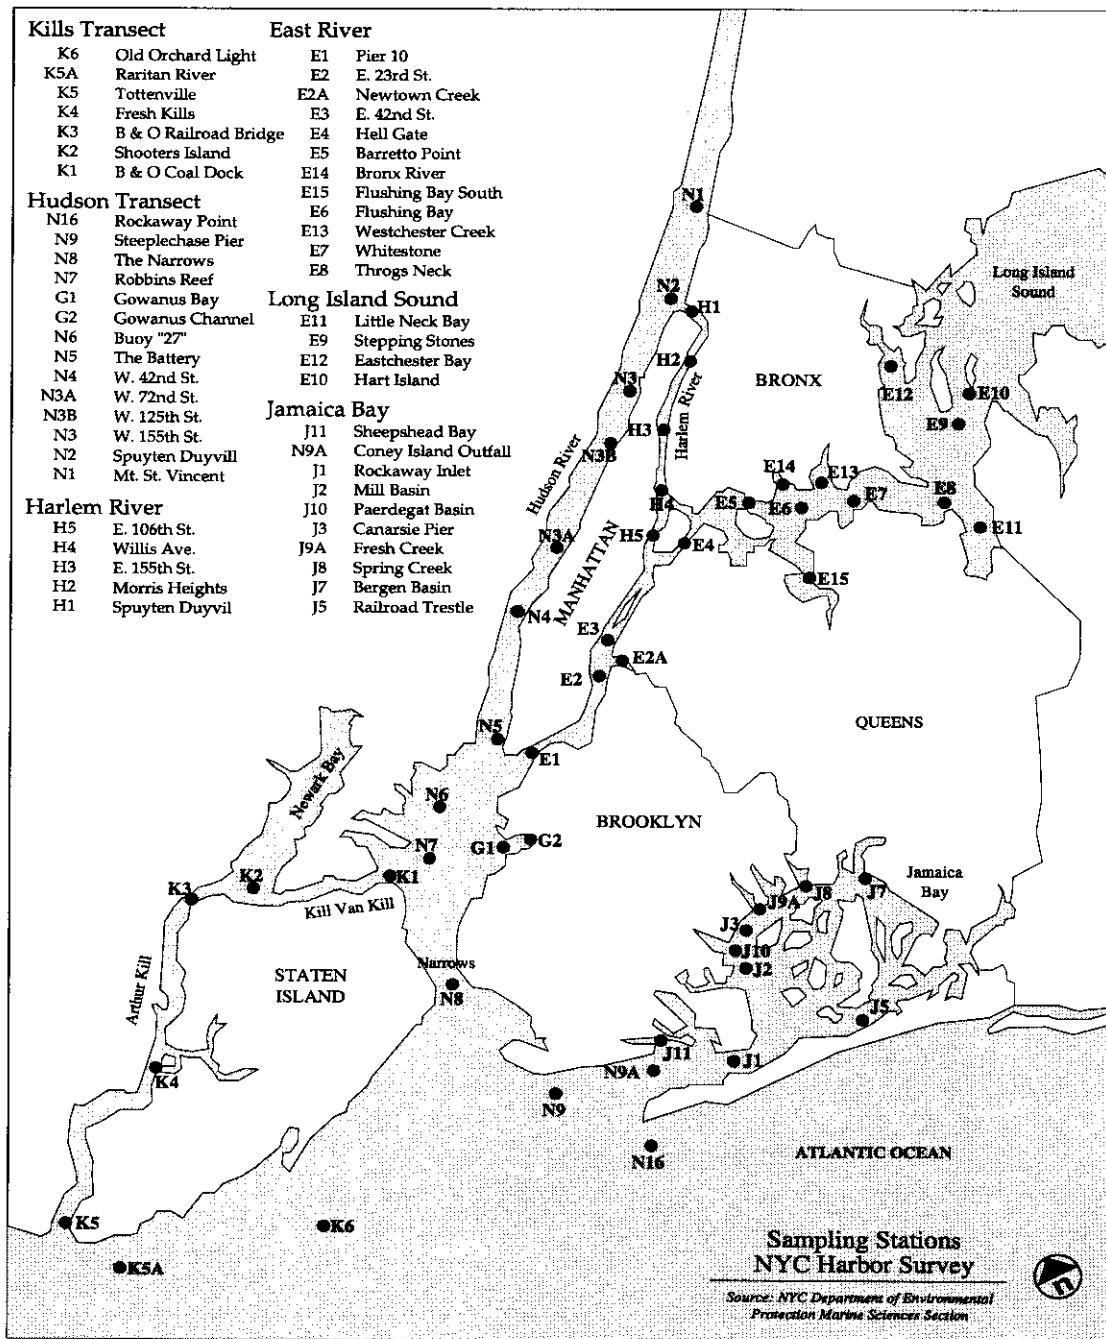 Kills Transect
K6 Old Orchard Light
K5A Raritan River
K5 Tottenville
K4 Fresh Kills
K3 B & O Railroad Bridge
K2 Shooters Island
K1 B & O Coal Dock
Hudson Transect
N16 Rockaway Point
N9 Steeplechase Pier
N8 The Narrows
N7 Robbins Reef
G1 Gowanus Bay
G2 Gowanus Channel
N6 Buoy "27"
N5 The Battery
N4 W. 42nd St.
N3A W. 72nd St.
N3B W. 125th St.
N3 W. 155th St.
N2 Spuyten Duyvill
N1 Mt. St. Vincent
Harlem River
H5 E. 106th St.
H4 Willis Ave.
H3 E. 155th St.
H2 Morris Heights
H1 Spuyten Duyvil
East River
E1 Pier 10
E2 E. 23rd St.
E2A Newtown Creek
E3 E. 42nd St.
E4 Hell Gate
E5 Barretto Point
E14 Bronx River
E15 Flushing Bay South
E6 Flushing Bay
E13 Westchester Creek
E7 Whitestone
E8 Throgs Neck
Long Island Sound
E11 Little Neck Bay
E9 Stepping Stones
E12 Eastchester Bay
E10 Hart Island
Jamaica Bay
J11 Sheepshead Bay
N9A Coney Island Outfall
J1 Rockaway Inlet
J2 Mill Basin
J10 Paerdegat Basin
J3 Canarsie Pier
J9A Fresh Creek
J8 Spring Creek
J7 Bergen Basin
J5 Railroad Trestle
N1
Long Island
Sound
N2
H1
H2
N3
BRONX
E12
E10
E9
Harlem River
H3
N3B
Hudson River
E14
E13
H4
E5
E6
E7
E8
E11
H5
E4
N3A
MANHATTAN
E15
N4
E3
E2A
E2
QUEENS
N5
E1
Newark Bay
N6
BROOKLYN
G1
G2
N7
K1
K2
K3
Kill Van Kill
Jamaica
Bay
J7
J8
J9A
J3
J10
J2
Narrows
N8
STATEN
ISLAND
Arthur Kill
J5
J11
J1
N9A
K4
N9
N16
ATLANTIC OCEAN
K5
K6
K5A
Sampling Stations
NYC Harbor Survey
Source: NYC Department of Environmental
Protection Marine Sciences Section
n